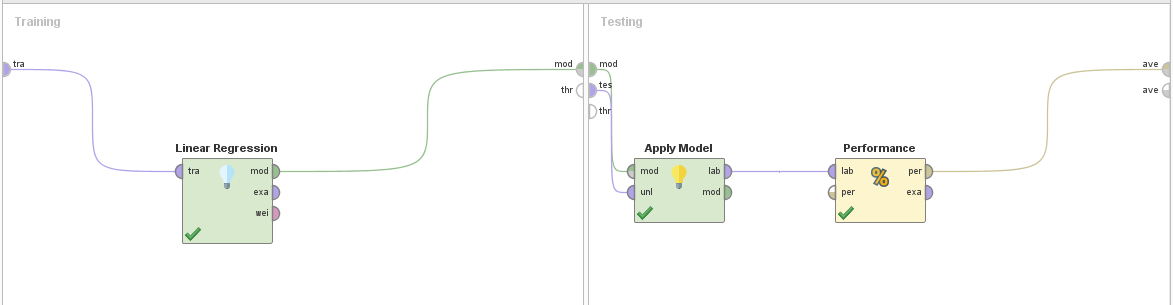 Training
Testing
tra
mod
thr
mod
tes
thr
ave
ave
Linear Regression
tra
mod
exa
wei
Apply Model
mod
lab
unl
mod
Performance
lab
per
per
exa
%